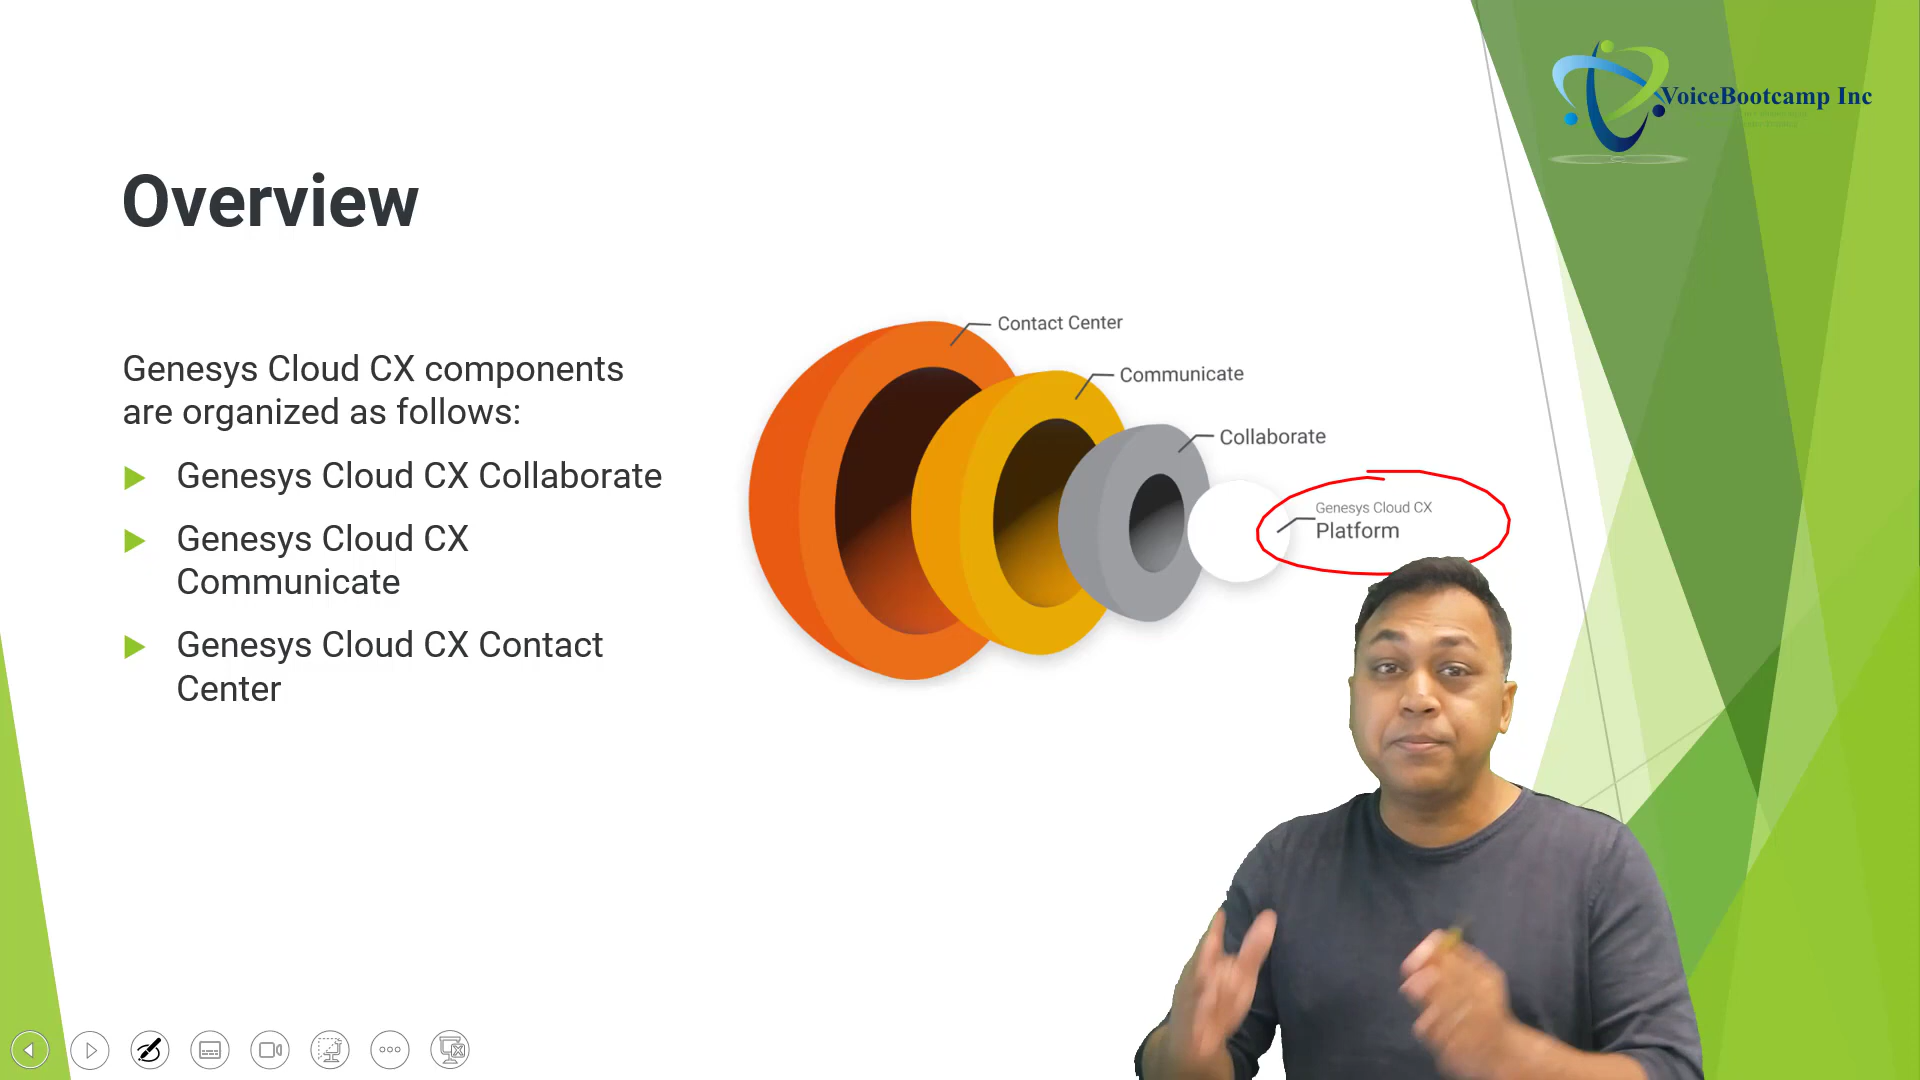 VoiceBootcamp Inc
Overview
Genesys Cloud CX components
are organized as follows:
Genesys Cloud CX Collaborate
Genesys Cloud CX
Communicate
Genesys Cloud CX Contact
Center
Contact Center
Communicate
Collaborate
Genesys Cloud CX
Platform